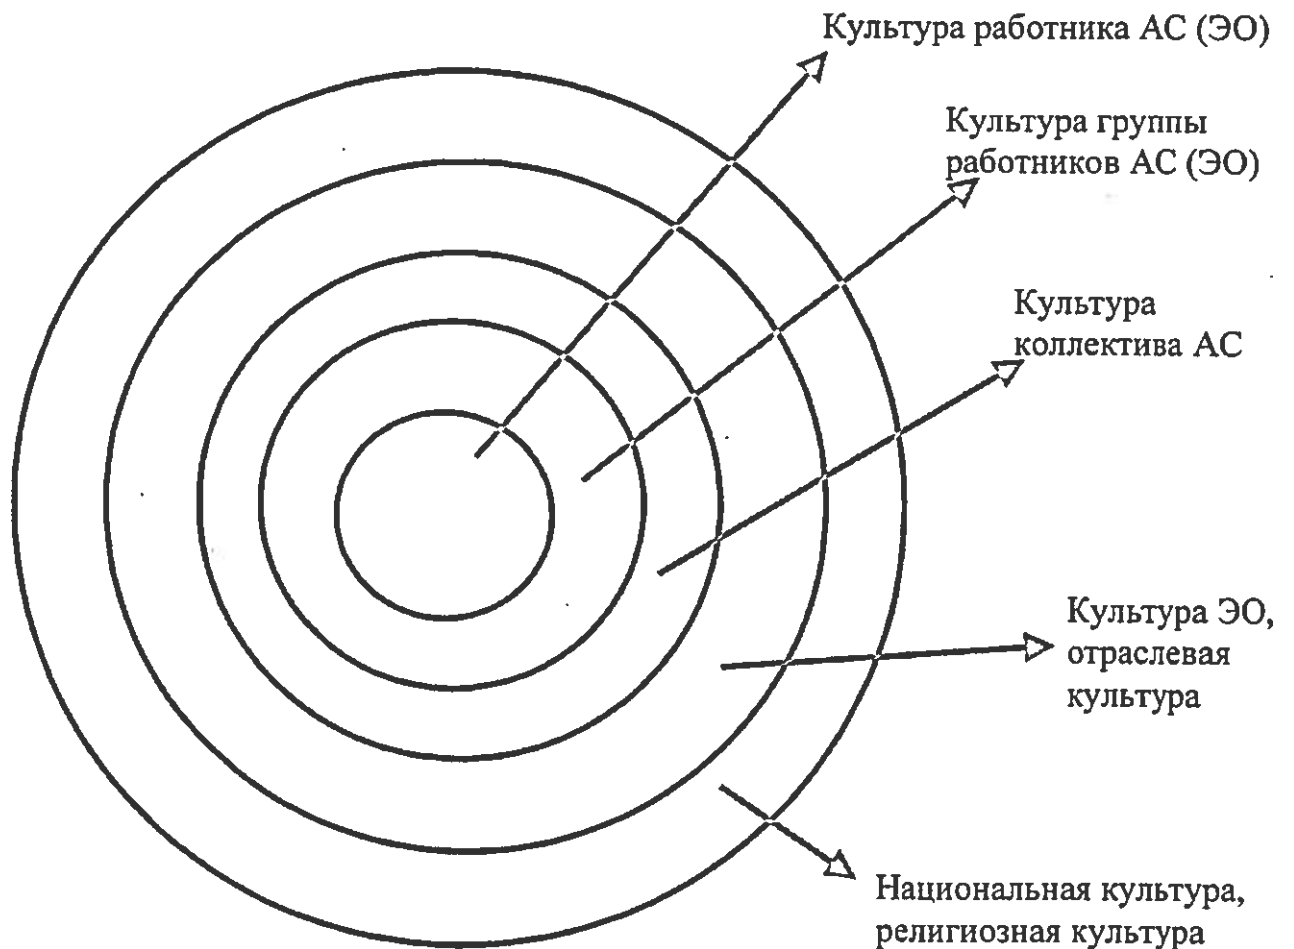 Культура работника АС (ЭО)
Культура группы
работников АС (ЭО)
Культура
коллектива АС
Культура ЭО,
отраслевая
культура
Национальная культура,
религиозная культура